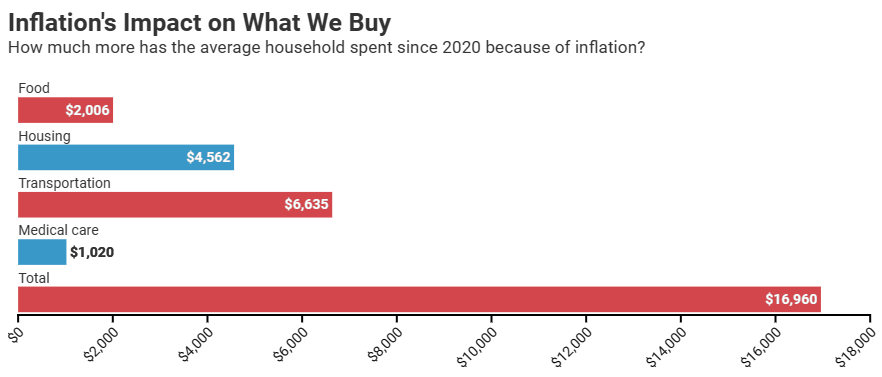 Inflation's Impact on What We Buy
How much more has the average household spent since 2020 because of inflation?
Food
$2,006
Housing
$4,562
Transportation
$6,635
Medical care
$1,020
Total
$16,960
$0 $2,000 $4,000 $6,000 $8,000 $10,000 $12,000 $14,000 $16,000 $18,000